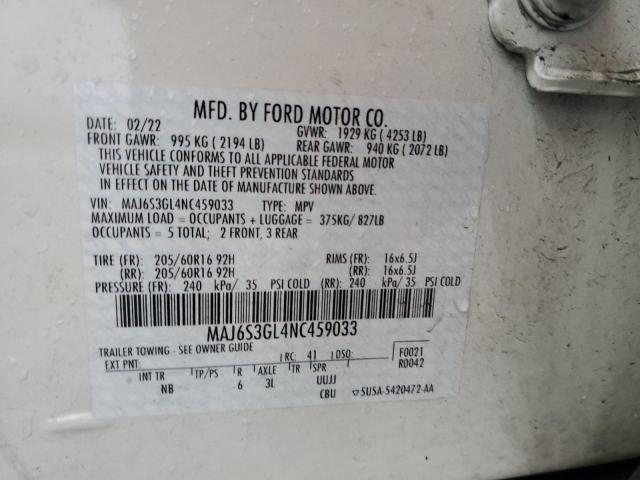 MFD. BY FORD MOTOR CO.
DATE: 02/22 GVWR: 1929 KG ( 4253 LB)
FRONT GAWR: 995 KG ( 2194 LB) REAR GAWR: 940 KG ( 2072 LB)
THIS VEHICLE CONFORMS TO ALL APPLICABLE FEDERAL MOTOR
VEHICLE SAFETY AND THEFT PREVENTION STANDARDS
IN EFFECT ON THE DATE OF MANUFACTURE SHOWN ABOVE.
VIN: MAJ6S3GL4NC459033 TYPE: MPV
MAXIMUM LOAD = OCCUPANTS + LUGGAGE = 375KG/ 827LB
OCCUPANTS = 5 TOTAL; 2 FRONT, 3 REAR
TIRE (FR): 205/60R16 92H RIMS (FR): 16x6.5J
(RR): 205/60R16 92H (RR): 16x6.5J
PRESSURE (FR): 240 kPa/ 35 PSI COLD (RR): 240 kPa/ 35 PSI COLD
MAJ6S3GL4NC459033
TRAILER TOWING - SEE OWNER GUIDE
EXT PNT: RC: 41 DSO: F0021
R0042
INT TR TP/PS R AXLE TR SPR
NB 6 3L UUJJ
CBU 5US4-5420472-AA